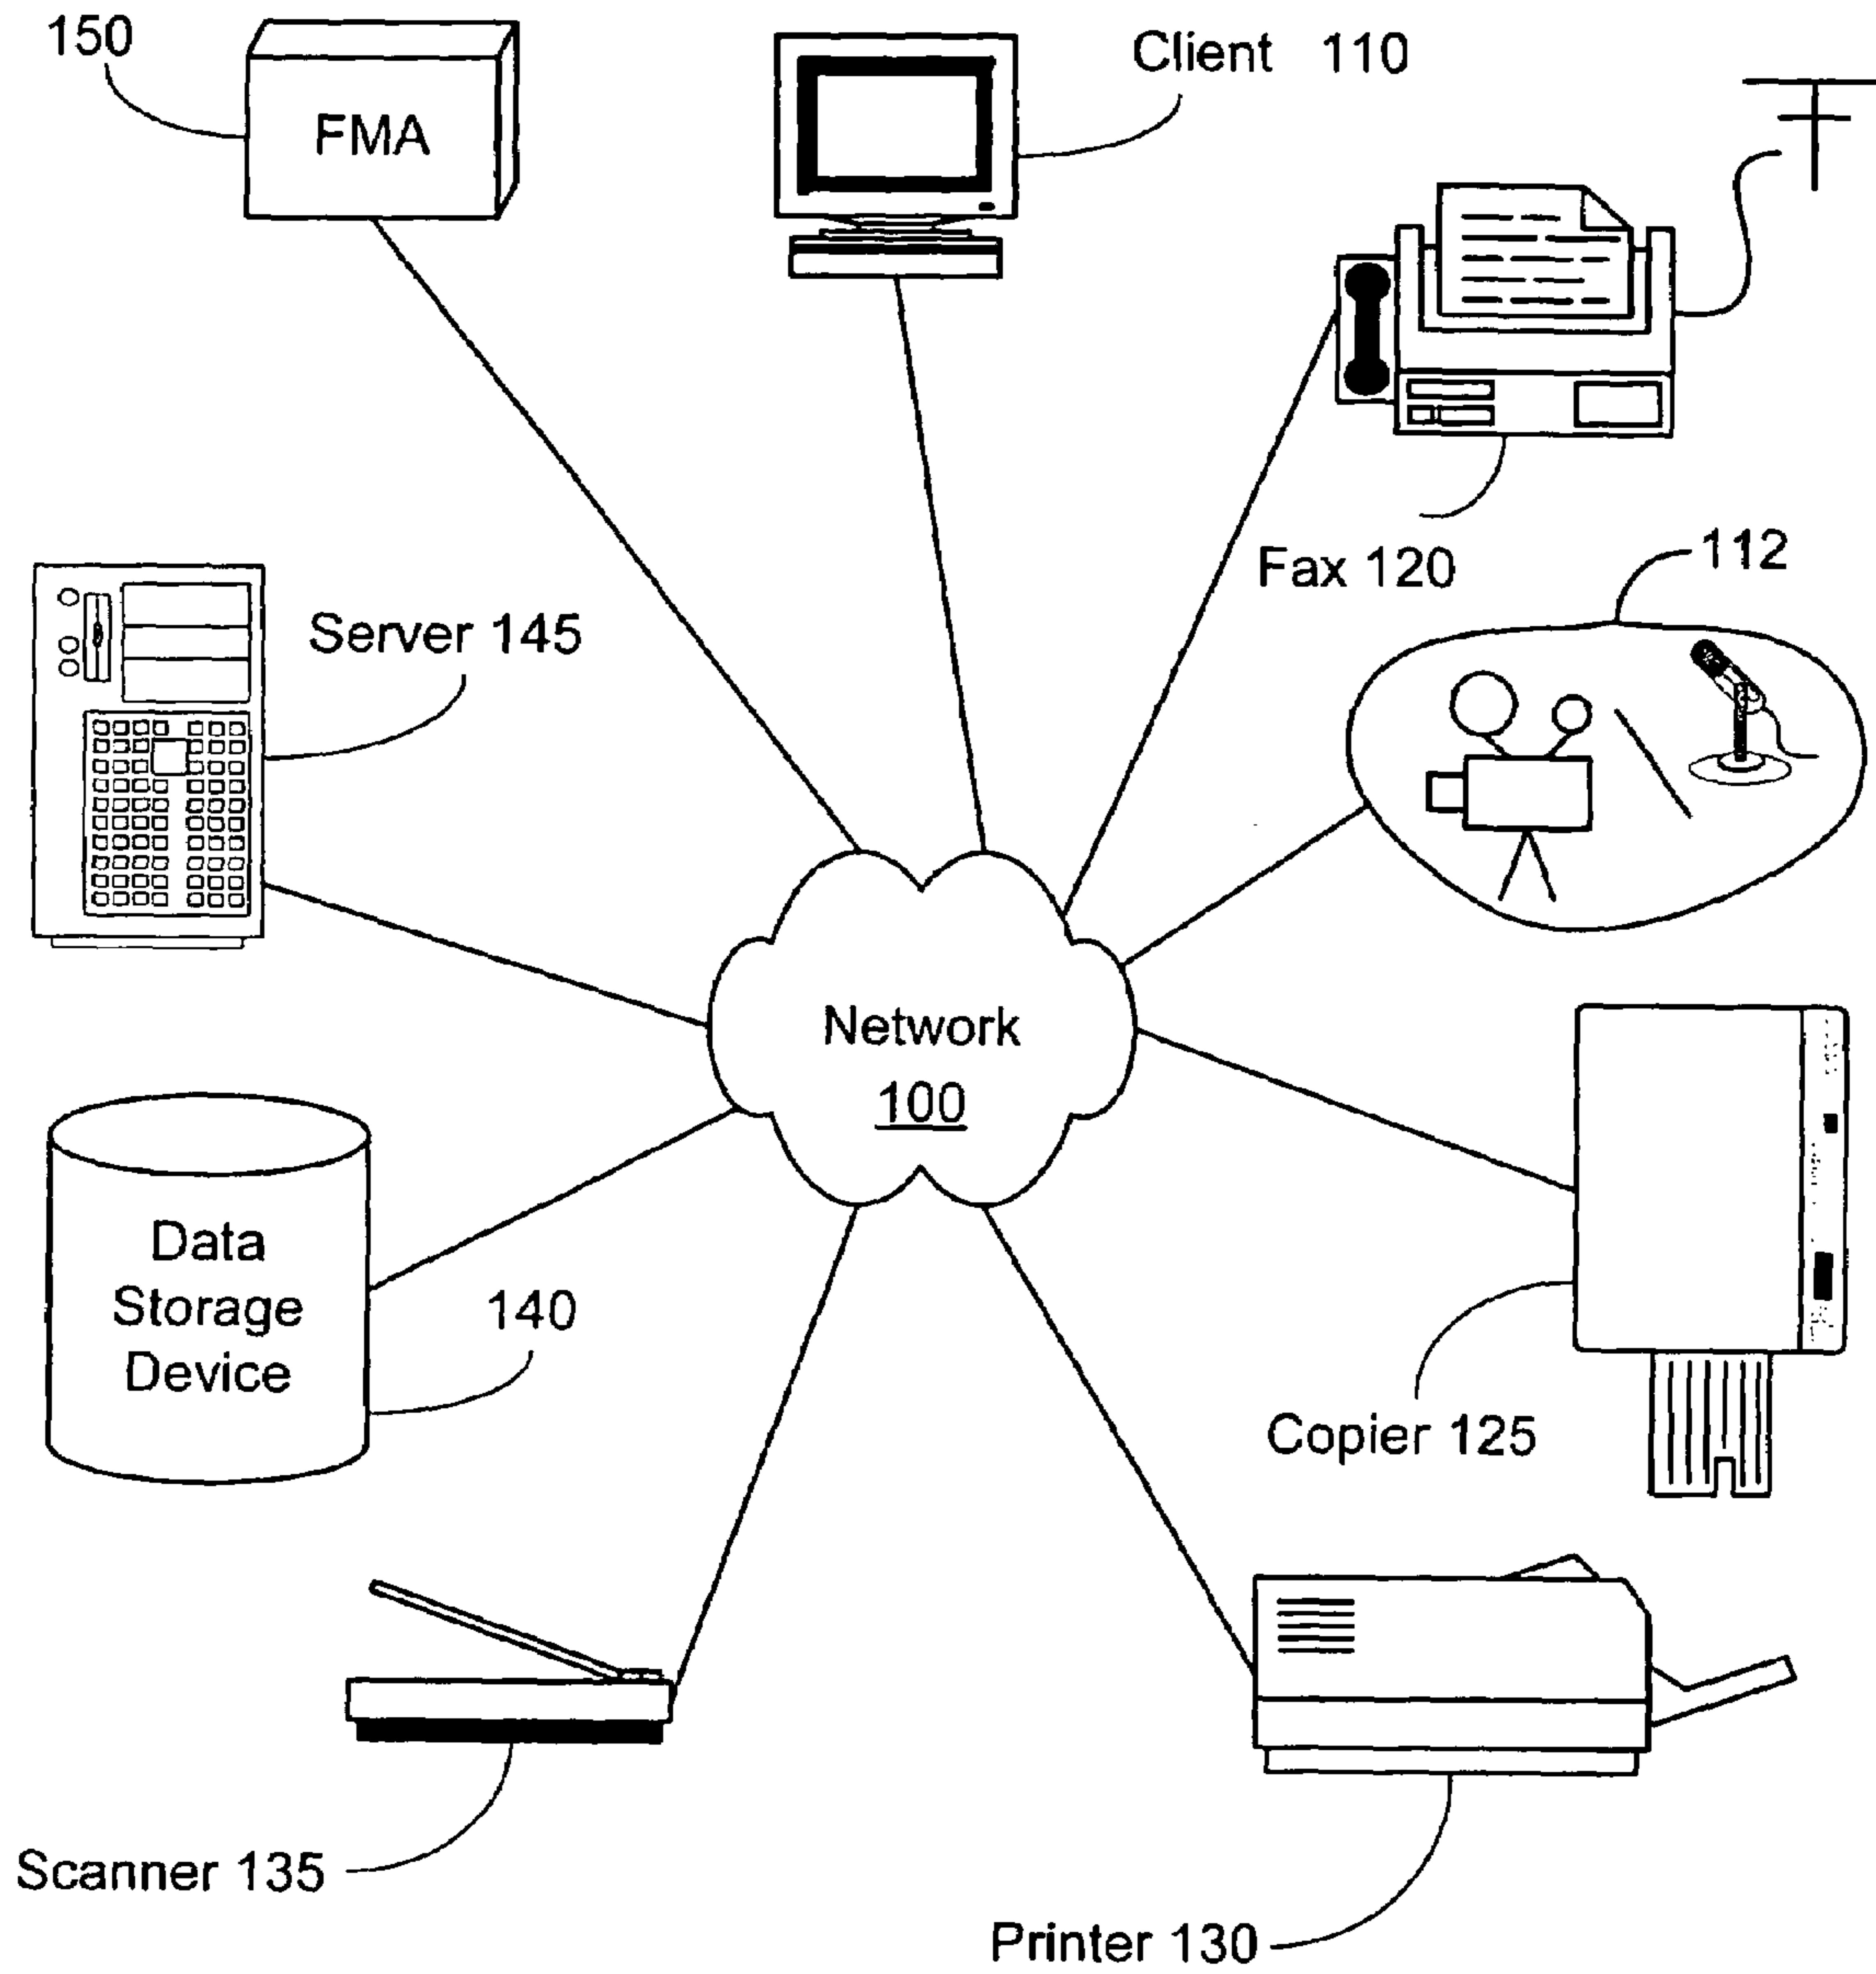 150
FMA
Client 110
Fax 120
112
Server 145
Network
100
Data
Storage
Device
140
Copier 125
Scanner 135
Printer 130